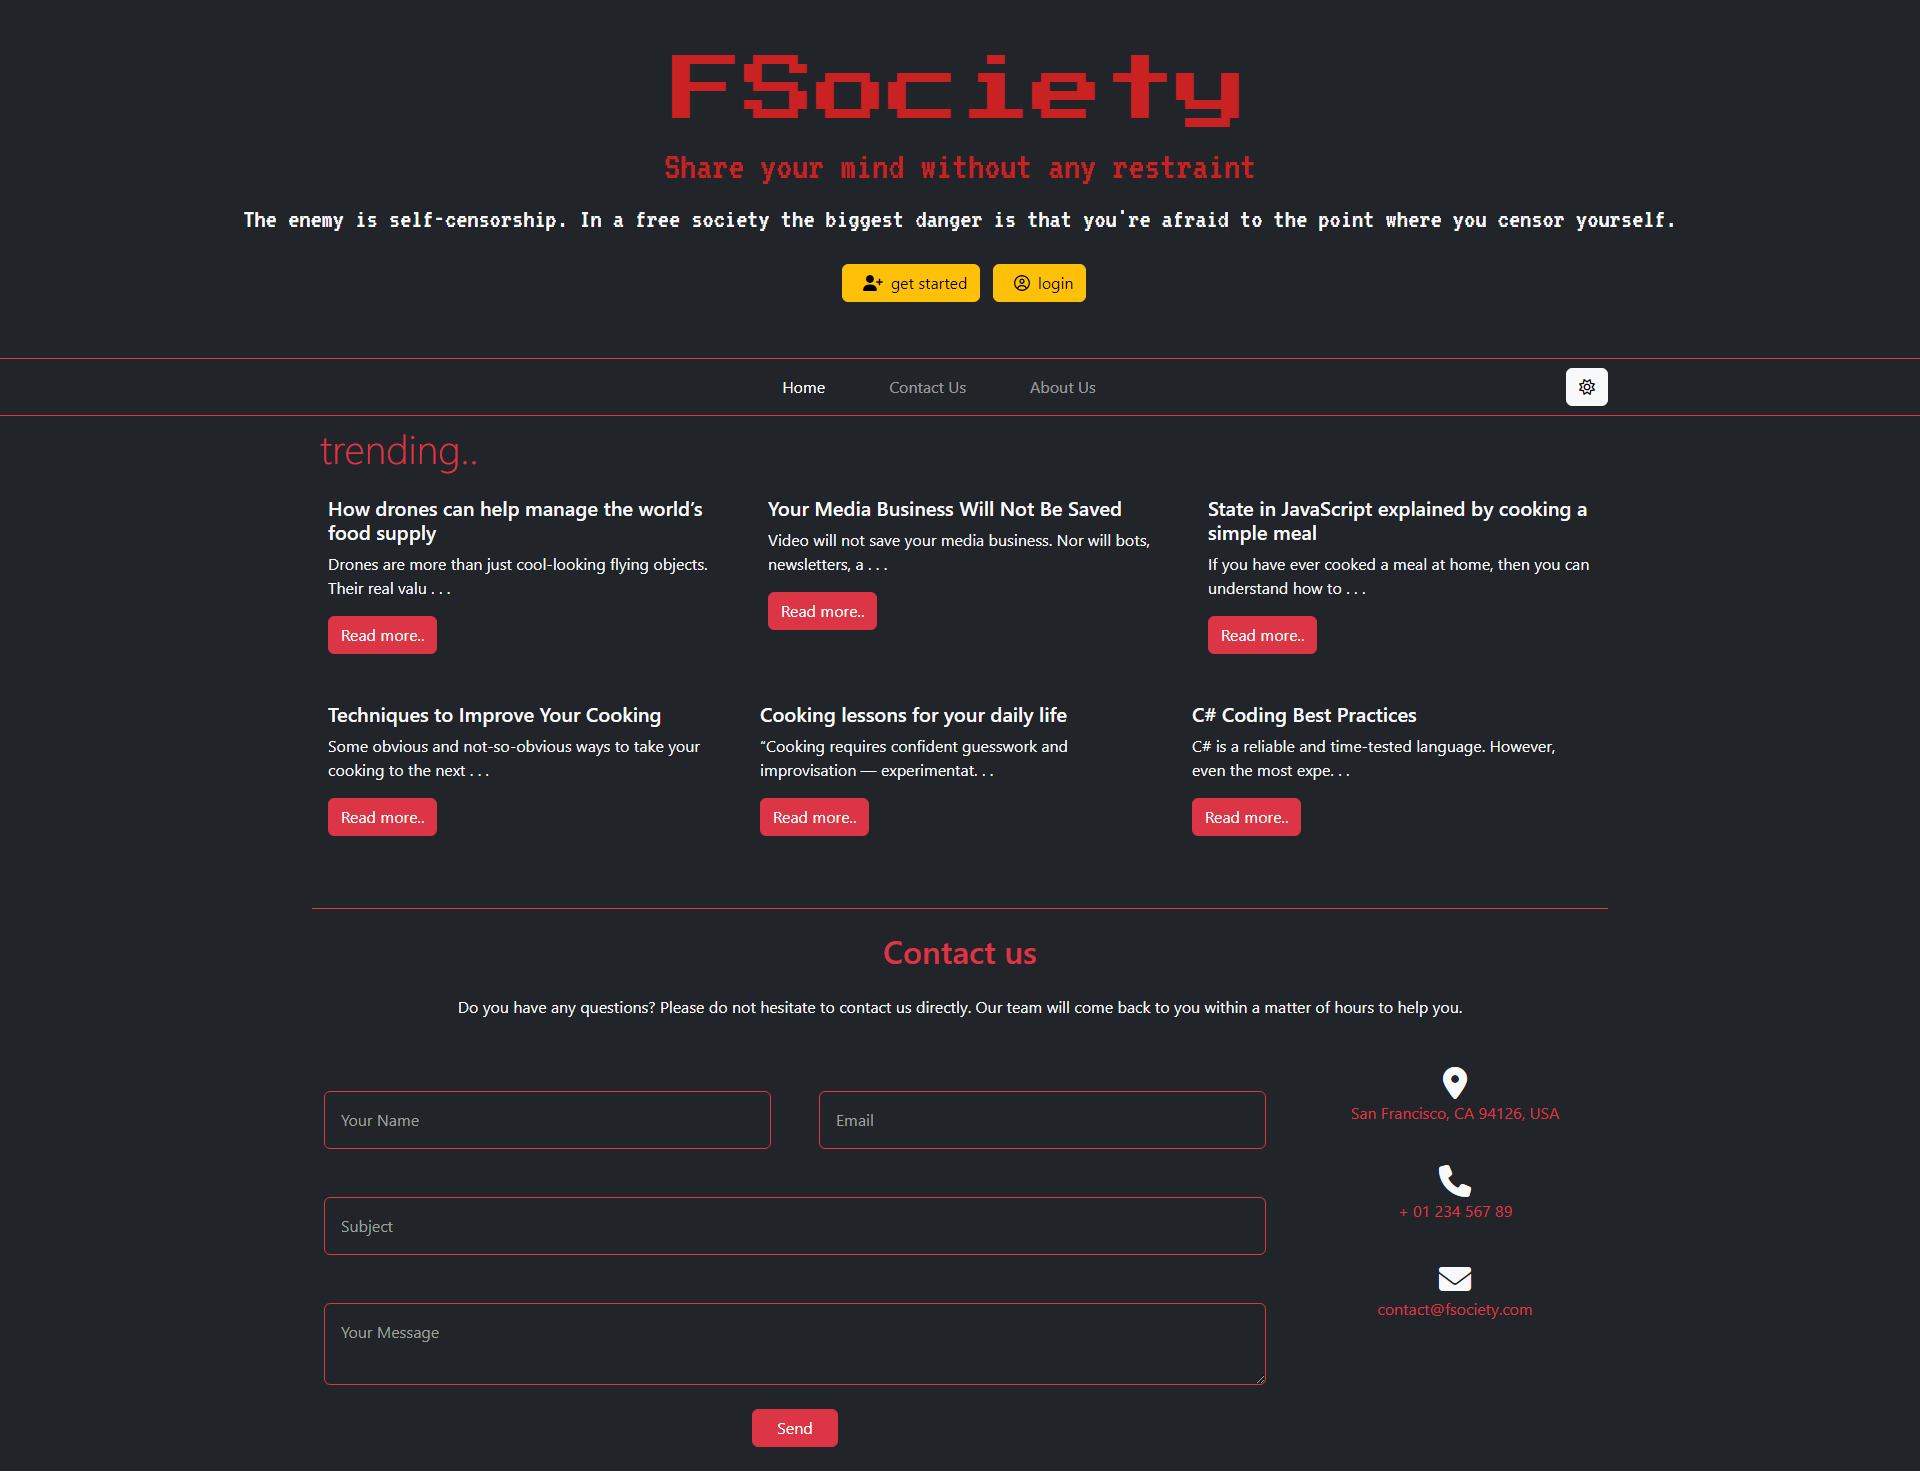 FSociety
Share your mind without any restraint
The enemy is self-censorship. In a free society the biggest danger is that you're afraid to the point where you censor yourself.
get started
login
Home
Contact Us
About Us
trending..
How drones can help manage the world’s
food supply
Drones are more than just cool-looking flying objects.
Their real valu . . .
Read more..
Your Media Business Will Not Be Saved
Video will not save your media business. Nor will bots,
newsletters, a . . .
Read more..
State in JavaScript explained by cooking a
simple meal
If you have ever cooked a meal at home, then you can
understand how to . . .
Read more..
Techniques to Improve Your Cooking
Some obvious and not-so-obvious ways to take your
cooking to the next . . .
Read more..
Cooking lessons for your daily life
“Cooking requires confident guesswork and
improvisation — experimentat. . .
Read more..
C# Coding Best Practices
C# is a reliable and time-tested language. However,
even the most expe. . .
Read more..
Contact us
Do you have any questions? Please do not hesitate to contact us directly. Our team will come back to you within a matter of hours to help you.
Your Name
Email
Subject
Your Message
Send
San Francisco, CA 94126, USA
+ 01 234 567 89
contact@fsociety.com